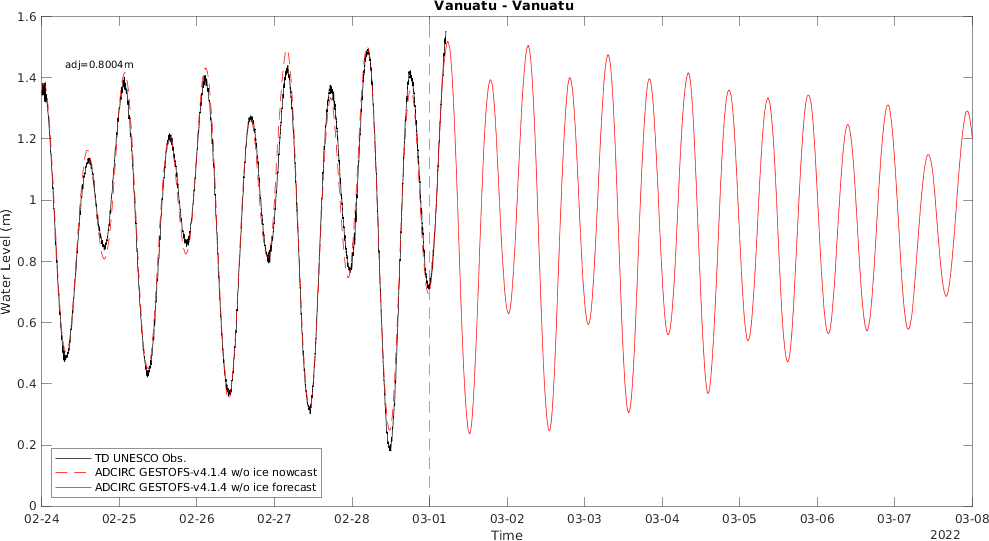 Vanuatu - Vanuatu
1.6
1.4
1.2
1
0.8
0.6
0.4
0.2
0
Water Level (m)
adj=0.8004m
TD UNESCO Obs.
ADCIRC GESTOFS-v4.1.4 w/o ice nowcast
ADCIRC GESTOFS-v4.1.4 w/o ice forecast
02-24 02-25 02-26 02-27 02-28 03-01 03-02 03-03 03-04 03-05 03-06 03-07 03-08
Time
2022